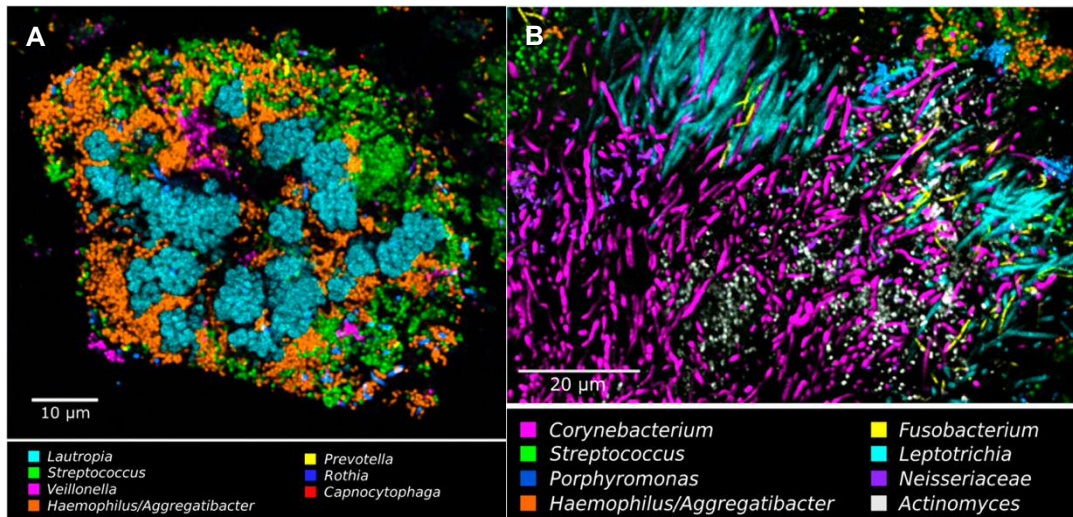 A
10 µm
Lautropia
Streptococcus
Veillonella
Haemophilus/Aggregatibacter
Prevotella
Rothia
Capnocytophaga
B
20 µm
Corynebacterium
Streptococcus
Porphyromonas
Haemophilus/Aggregatibacter
Fusobacterium
Leptotrichia
Neisseriaceae
Actinomyces